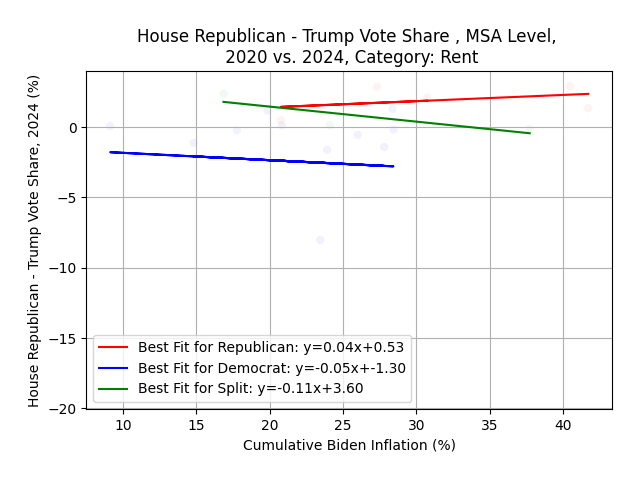 House Republican - Trump Vote Share , MSA Level,
2020 vs. 2024, Category: Rent
House Republican - Trump Vote Share, 2024 (%)
0
−5
−10
−15
−20
Best Fit for Republican: y=0.04x+0.53
Best Fit for Democrat: y=-0.05x+-1.30
Best Fit for Split: y=-0.11x+3.60
10 15 20 25 30 35 40
Cumulative Biden Inflation (%)